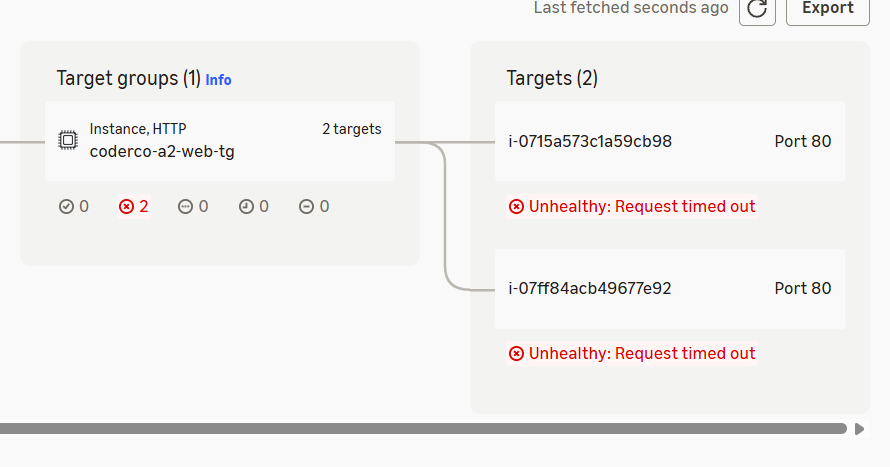 Last fetched seconds ago
Export
Target groups (1) Info
Instance, HTTP
2 targets
coderco-a2-web-tg
0 2 0 0 0
Targets (2)
i-0715a573c1a59cb98 Port 80
Unhealthy: Request timed out
i-07ff84acb49677e92 Port 80
Unhealthy: Request timed out